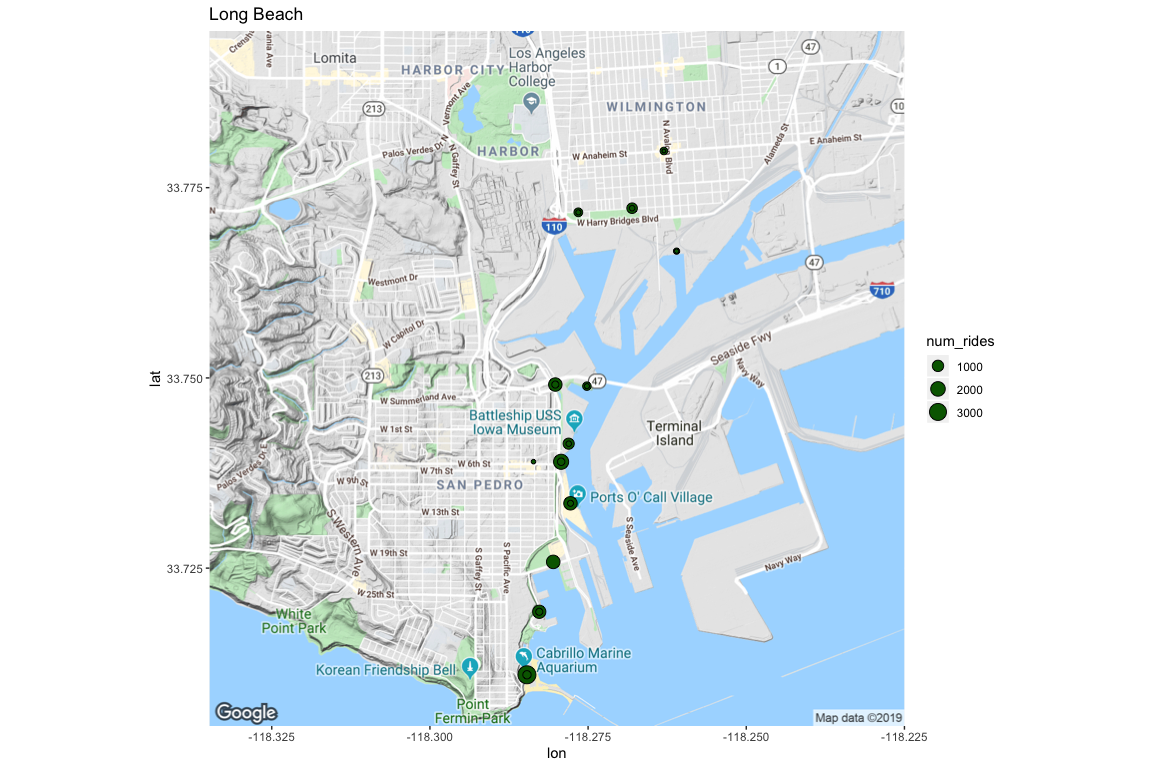 Long Beach
Crensh
vania Ave
Lomita
HARBOR CITY
Los Angeles
Harbor
College
47
1
213
N Vermont Ave
WILMINGTON
10
N Avalon Blvd
Alameda St
E Anaheim St
Palos Verdes Dr N
N Gaffey St
HARBOR
W Anaheim St
33.775
N
W Harry Bridges Blvd
110
47
Westmont Dr
710
W Capitol Dr
Seaside Fwy
num_rides
1000
2000
3000
lat
33.750
213
47
Navy Way
W Summerland Ave
Battleship USS
Iowa Museum
W 1st St
Terminal
Island
Palos Verdes Dr E
W 6th St
W 7th St
W 9th St
SAN PEDRO
Ports O' Call Village
W 13th St
S Western Ave
S Seaside Ave
W 19th St
S Gaffey St
S Pacific Ave
33.725
Navy Way
W 25th St
White
Point Park
Cabrillo Marine
Aquarium
Korean Friendship Bell
Point
Fermin Park
Google
Map data ©2019
-118.325
-118.300
-118.275
-118.250
-118.225
lon